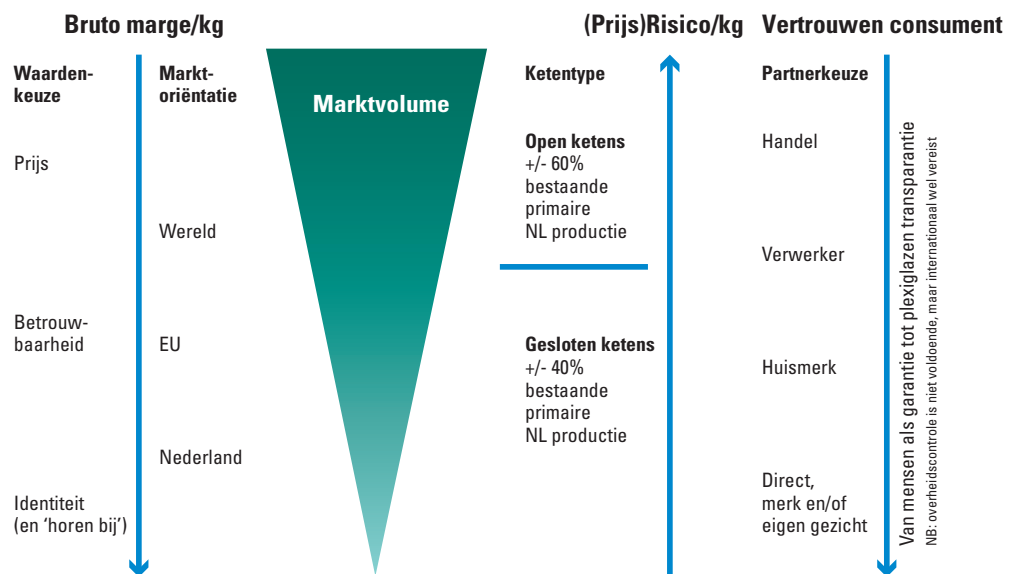 Bruto marge/kg
(Prijs)Risico/kg
Vertrouwen consument
Waarden-
keuze
Prijs
Betrouw-
baarheid
Identiteit
(en ‘horen bij’)
Markt-
oriëntatie
Wereld
EU
Nederland
Marktvolume
Ketentype
Open ketens
+/- 60%
bestaande
primaire
NL productie
Gesloten ketens
+/- 40%
bestaande
primaire
NL productie
Partnerkeuze
Handel
Verwerker
Huismerk
Direct,
merk en/of
eigen gezicht
Van mensen als garantie tot plexiglazen transparantie
NB: overheidscontrole is niet voldoende, maar internationaal wel vereist